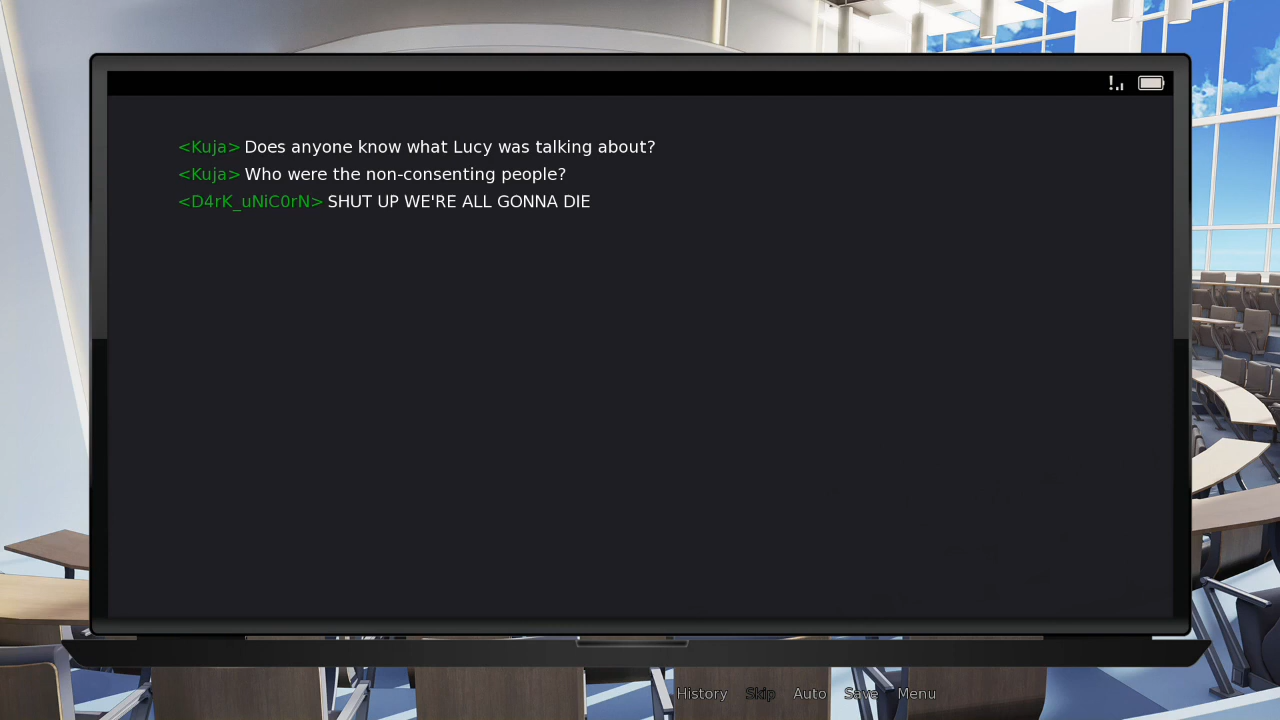 <Kuja> Does anyone know what Lucy was talking about?
<Kuja> Who were the non-consenting people?
<D4rK_uNiC0rN> SHUT UP WE'RE ALL GONNA DIE
History Skip Auto Save Menu